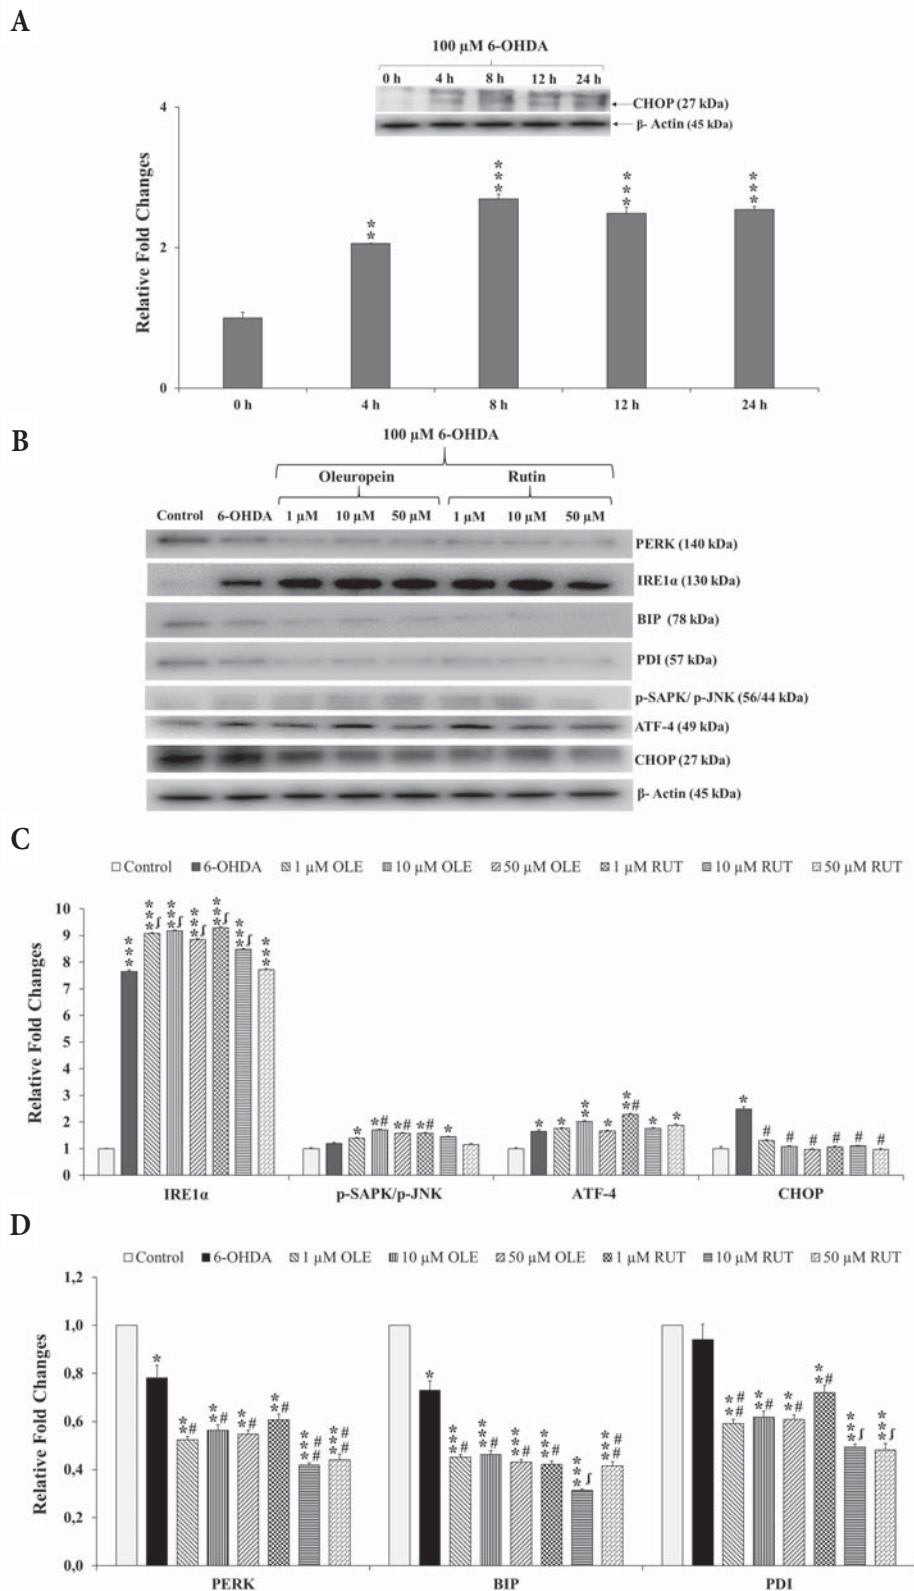 A
100 µM 6-OHDA
0 h 4 h 8 h 12 h 24 h
CHOP (27 kDa)
β- Actin (45 kDa)
Relative Fold Changes
4
2
0
** *** *** ***
0 h 4 h 8 h 12 h 24 h
B
100 µM 6-OHDA
Oleuropein Rutin
Control 6-OHDA 1 µM 10 µM 50 µM 1 µM 10 µM 50 µM
PERK (140 kDa)
IRE1α (130 kDa)
BIP (78 kDa)
PDI (57 kDa)
p-SAPK/ p-JNK (56/44 kDa)
ATF-4 (49 kDa)
CHOP (27 kDa)
β- Actin (45 kDa)
C
Control 6-OHDA 1 µM OLE 10 µM OLE 50 µM OLE 1 µM RUT 10 µM RUT 50 µM RUT
Relative Fold Changes
10
9
8
7
6
5
4
3
2
1
0
*** ***∫ ***∫ ***∫ ***∫ ***∫ ***
* *# *# *# *
* * ** * **# * *
* # # # # # #
IRE1α p-SAPK/p-JNK ATF-4 CHOP
D
Control 6-OHDA 1 µM OLE 10 µM OLE 50 µM OLE 1 µM RUT 10 µM RUT 50 µM RUT
Relative Fold Changes
1,2
1,0
0,8
0,6
0,4
0,2
0,0
* **# **# **# **# ***## ***##
* ***# ***# ***# ***# ***∫ ***##
**## **# **# **# ***∫ ***∫
PERK BIP PDI